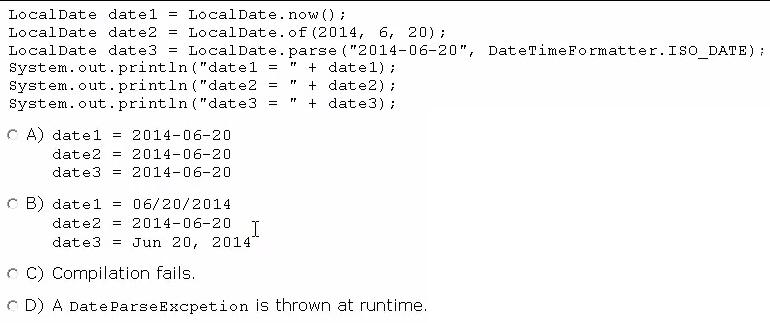 LocalDate date1 = LocalDate.now();
LocalDate date2 = LocalDate.of(2014, 6, 20);
LocalDate date3 = LocalDate.parse("2014-06-20", DateTimeFormatter.ISO_DATE);
System.out.println("date1 = " + date1);
System.out.println("date2 = " + date2);
System.out.println("date3 = " + date3);
A) date1 = 2014-06-20
date2 = 2014-06-20
date3 = 2014-06-20
B) date1 = 06/20/2014
date2 = 2014-06-20
date3 = Jun 20, 2014
C) Compilation fails.
D) A DateParseExcpetion is thrown at runtime.